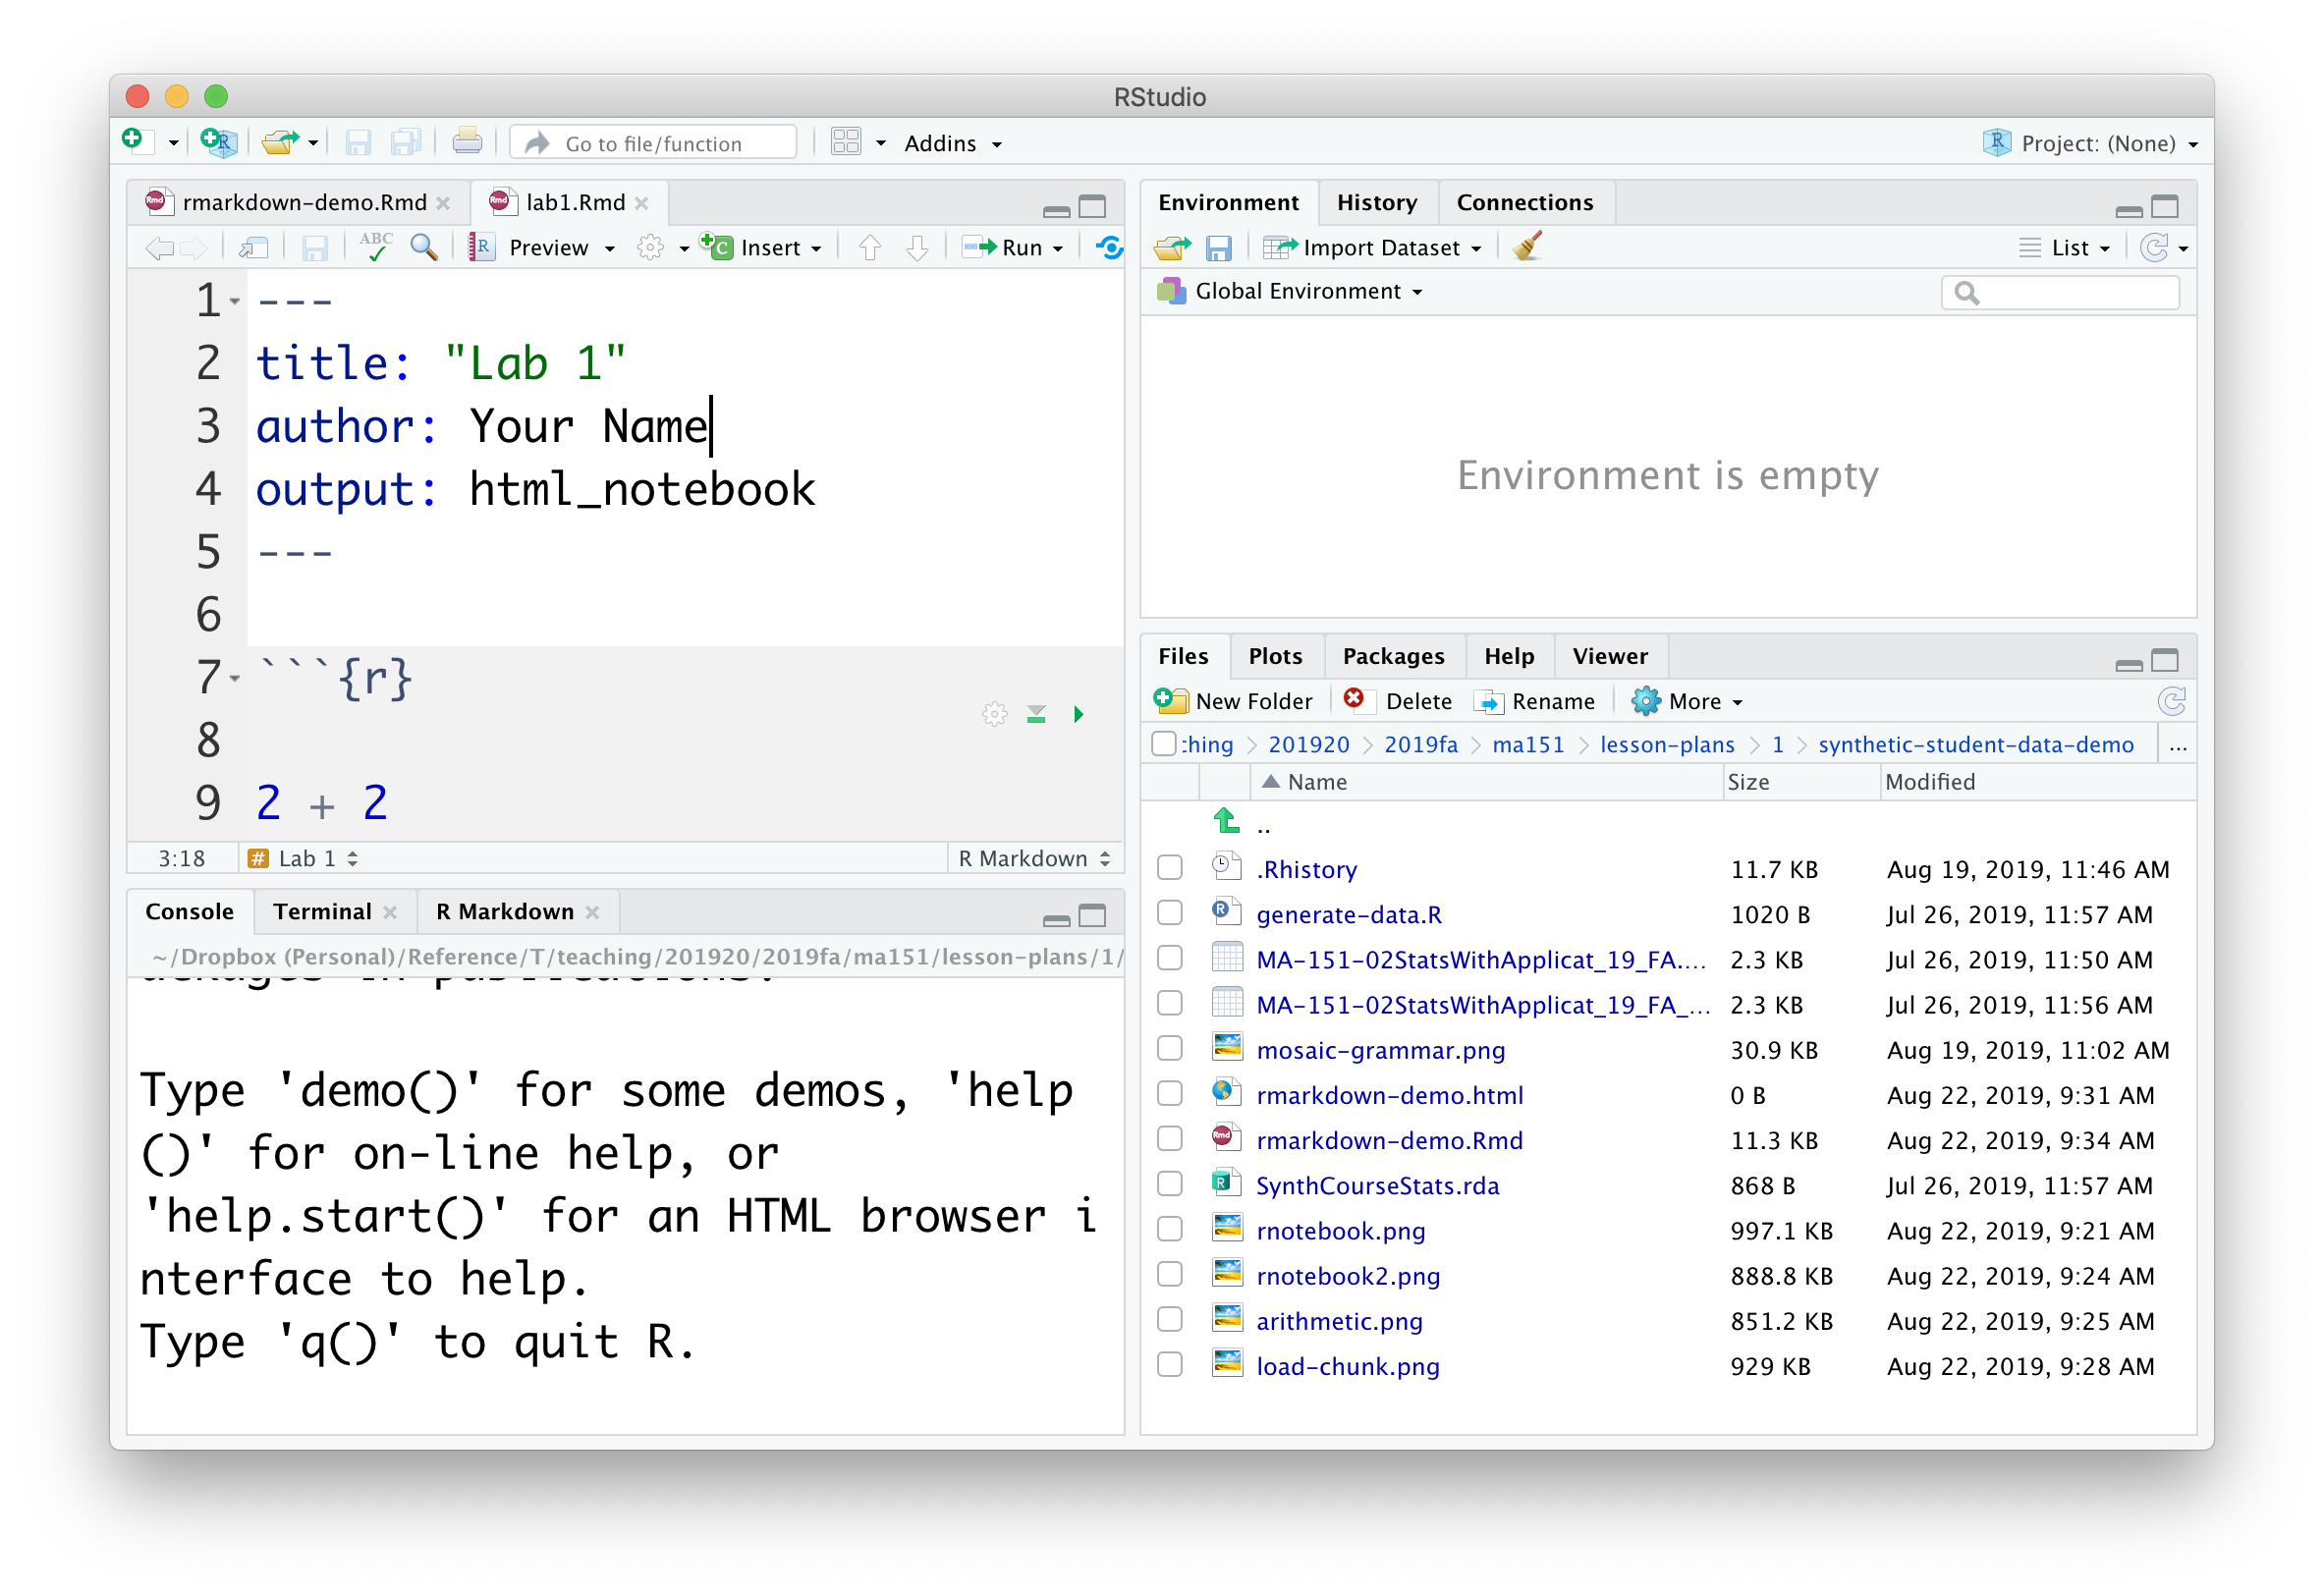 RStudio
Go to file/function
Addins
Project: (None)
rmarkdown-demo.Rmd
lab1.Rmd
ABC
Preview
Insert
Run
1 ---
2 title: "Lab 1"
3 author: Your Name
4 output: html_notebook
5 ---
6
7 ```{r}
8
9 2 + 2
3:18
# Lab 1
R Markdown
Console
Terminal
R Markdown
~/Dropbox (Personal)/Reference/T/teaching/201920/2019fa/ma151/lesson-plans/1/
ackages in publications.
Type 'demo()' for some demos, 'help
()' for on-line help, or
'help.start()' for an HTML browser i
nterface to help.
Type 'q()' to quit R.
Environment
History
Connections
Import Dataset
List
Global Environment
Environment is empty
Files
Plots
Packages
Help
Viewer
New Folder
Delete
Rename
More
:hing > 201920 > 2019fa > ma151 > lesson-plans > 1 > synthetic-student-data-demo ...
Name Size Modified
..
.Rhistory 11.7 KB Aug 19, 2019, 11:46 AM
generate-data.R 1020 B Jul 26, 2019, 11:57 AM
MA-151-02StatsWithApplicat_19_FA.... 2.3 KB Jul 26, 2019, 11:50 AM
MA-151-02StatsWithApplicat_19_FA_... 2.3 KB Jul 26, 2019, 11:56 AM
mosaic-grammar.png 30.9 KB Aug 19, 2019, 11:02 AM
rmarkdown-demo.html 0 B Aug 22, 2019, 9:31 AM
rmarkdown-demo.Rmd 11.3 KB Aug 22, 2019, 9:34 AM
SynthCourseStats.rda 868 B Jul 26, 2019, 11:57 AM
rnotebook.png 997.1 KB Aug 22, 2019, 9:21 AM
rnotebook2.png 888.8 KB Aug 22, 2019, 9:24 AM
arithmetic.png 851.2 KB Aug 22, 2019, 9:25 AM
load-chunk.png 929 KB Aug 22, 2019, 9:28 AM